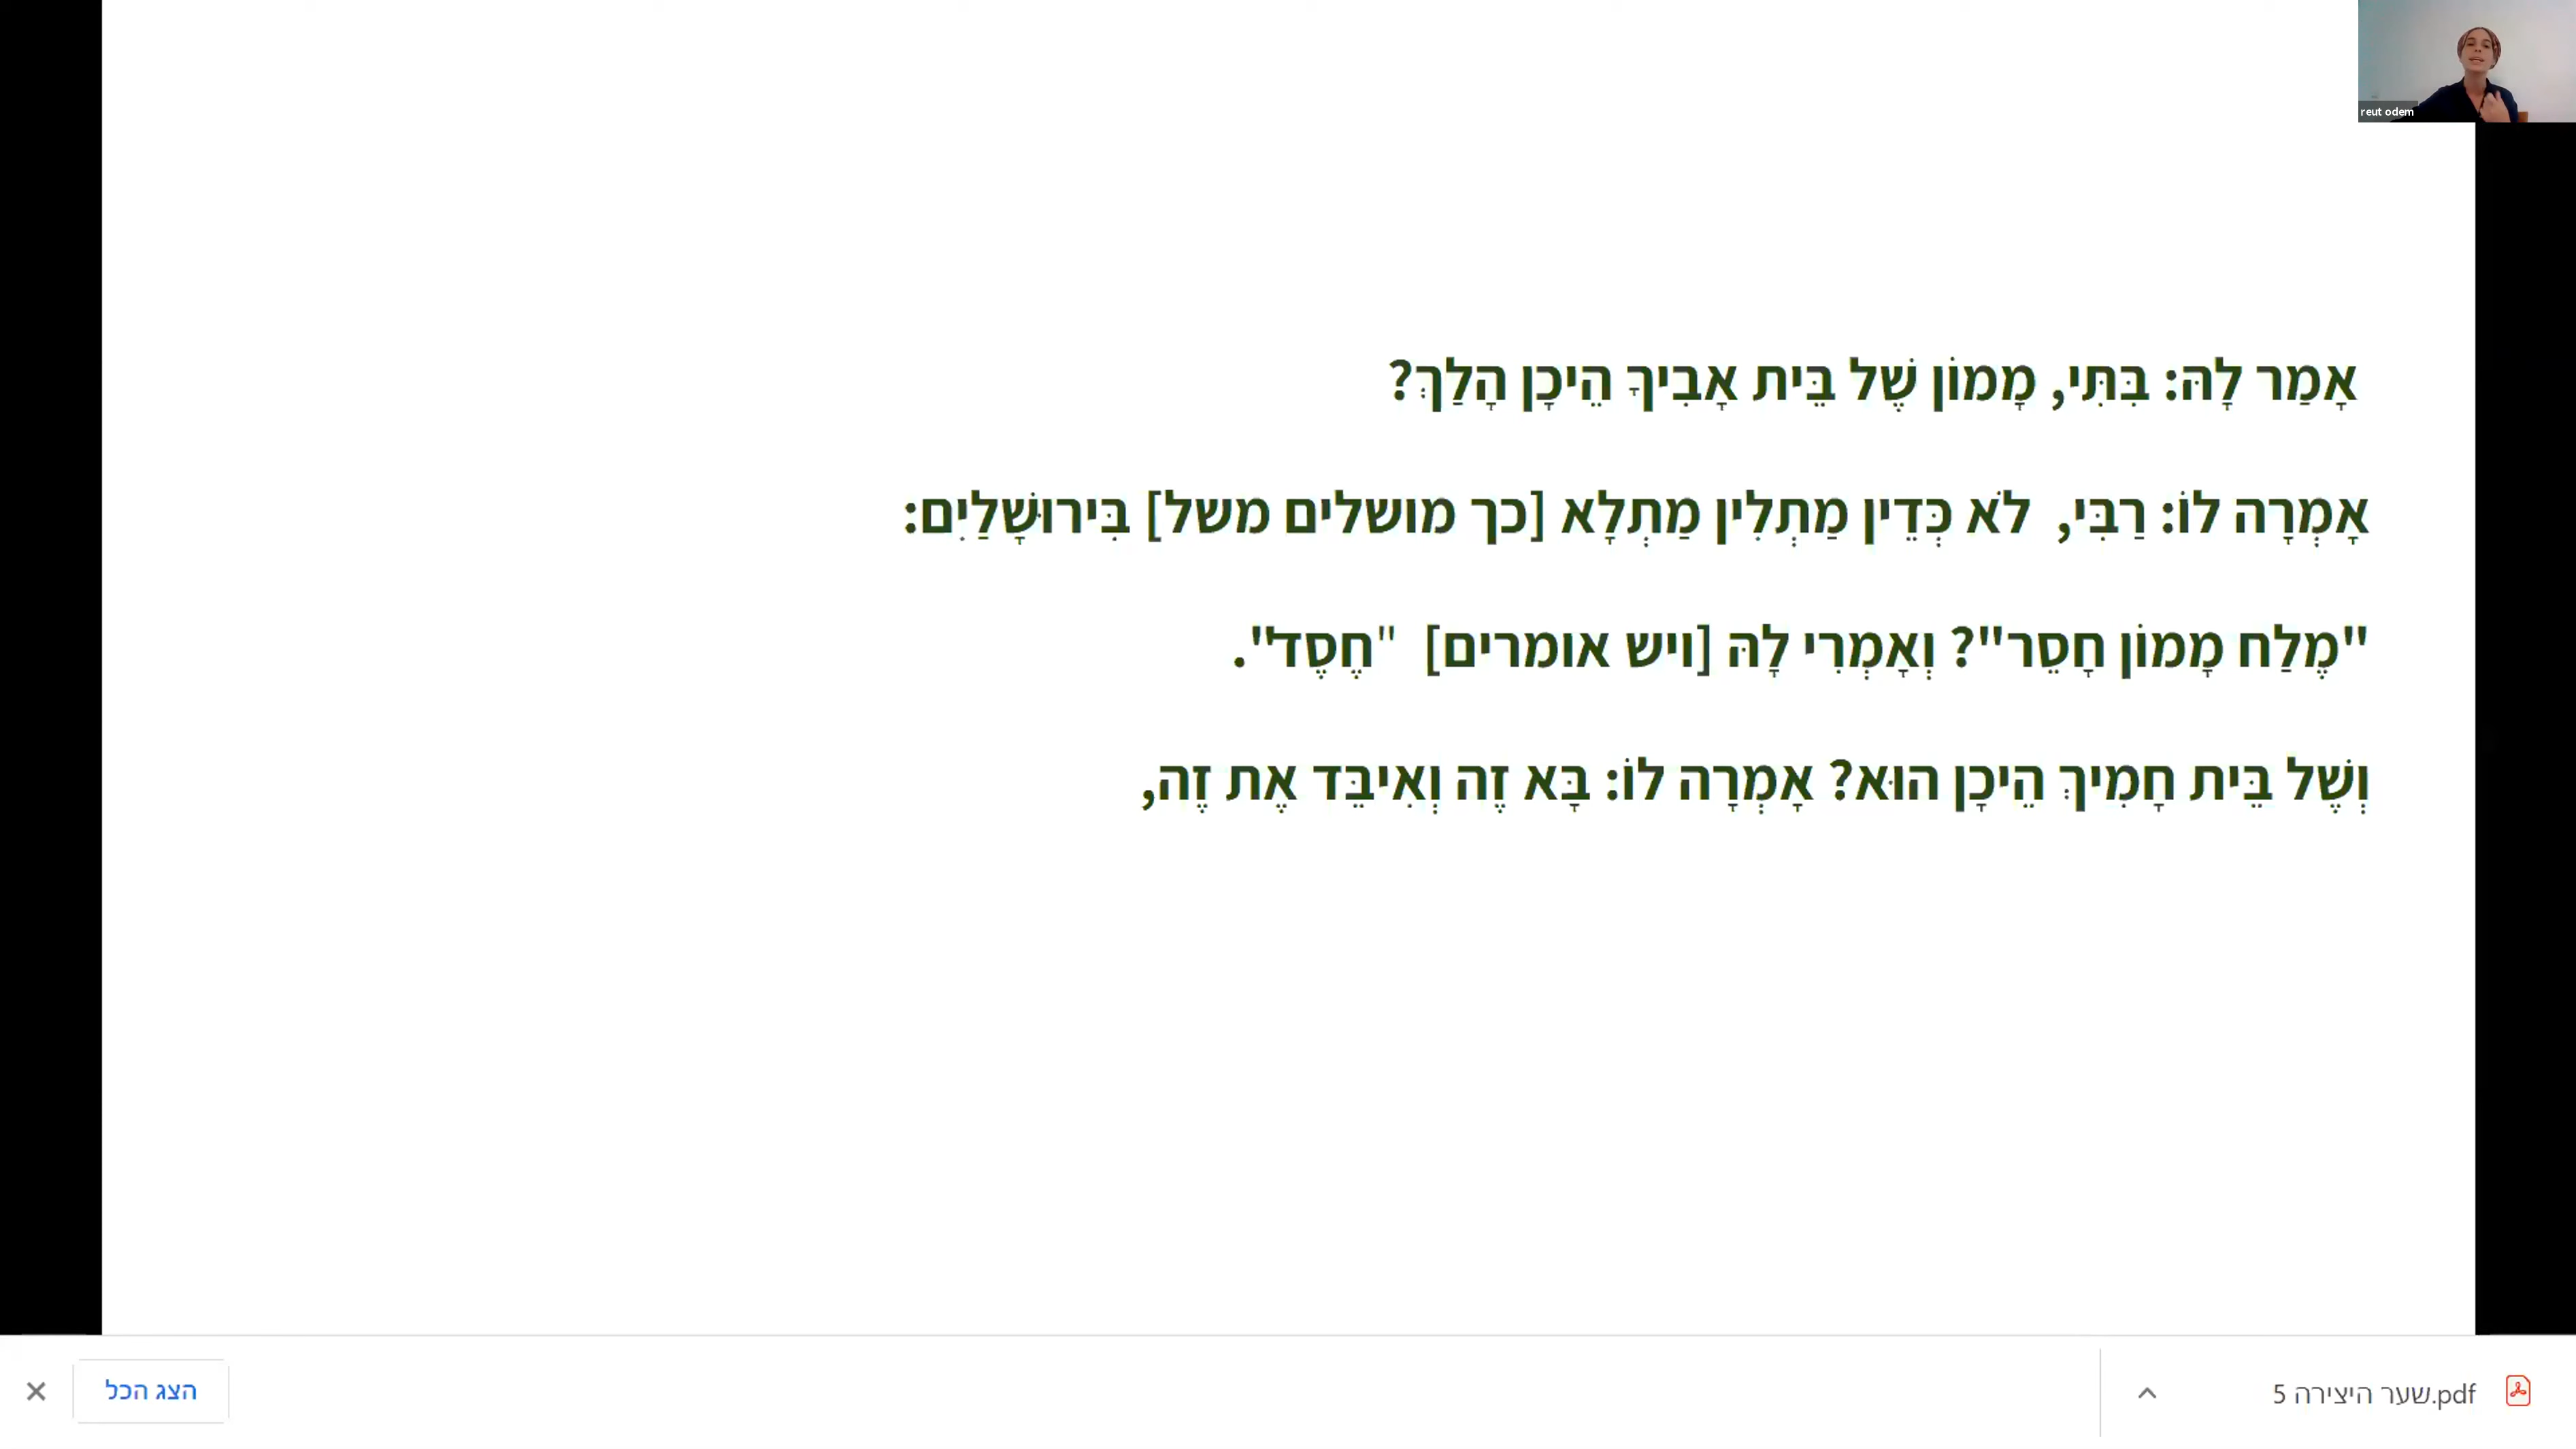 reut odem
אָמַר לָהּ: בִּתִּי, מָמוֹן שֶׁל בֵּית אָבִיךָ הֵיכָן הָלַךְ?
אָמְרָה לוֹ: רַבִּי, לֹא כְּדֵין מַתְלִין מַתְלָא [כך מושלים משל] בִּירוּשָׁלַיִם:
"מֶלַח מָמוֹן חָסֵר"? וְאָמְרִי לָהּ [ויש אומרים] "חֶסֶד".
וְשֶׁל בֵּית חָמִיךְ הֵיכָן הוּא? אָמְרָה לוֹ: בָּא זֶה וְאִיבֵּד אֶת זֶה,
שער היצירה 5.pdf
הצג הכל